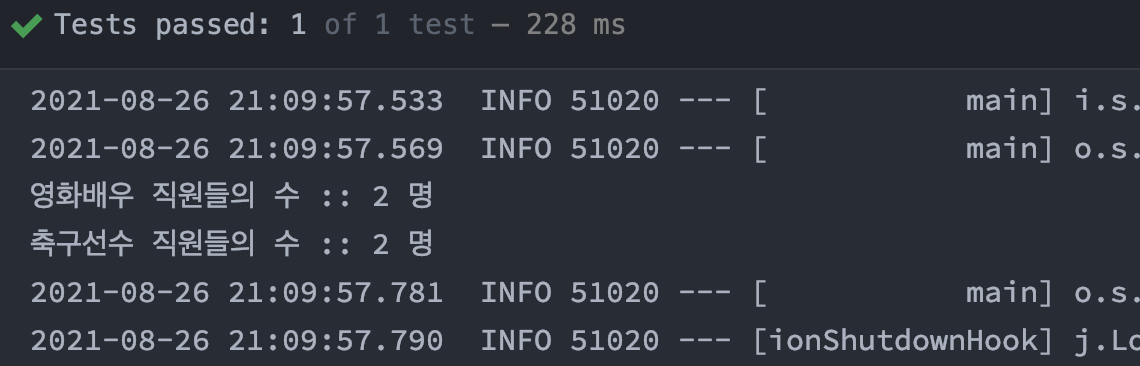 Tests passed: 1 of 1 test – 228 ms
2021-08-26 21:09:57.533  INFO 51020 --- [           main] i.s.
2021-08-26 21:09:57.569  INFO 51020 --- [           main] o.s.
영화배우 직원들의 수 :: 2 명
축구선수 직원들의 수 :: 2 명
2021-08-26 21:09:57.781  INFO 51020 --- [           main] o.s.
2021-08-26 21:09:57.790  INFO 51020 --- [ionShutdownHook] j.Lo